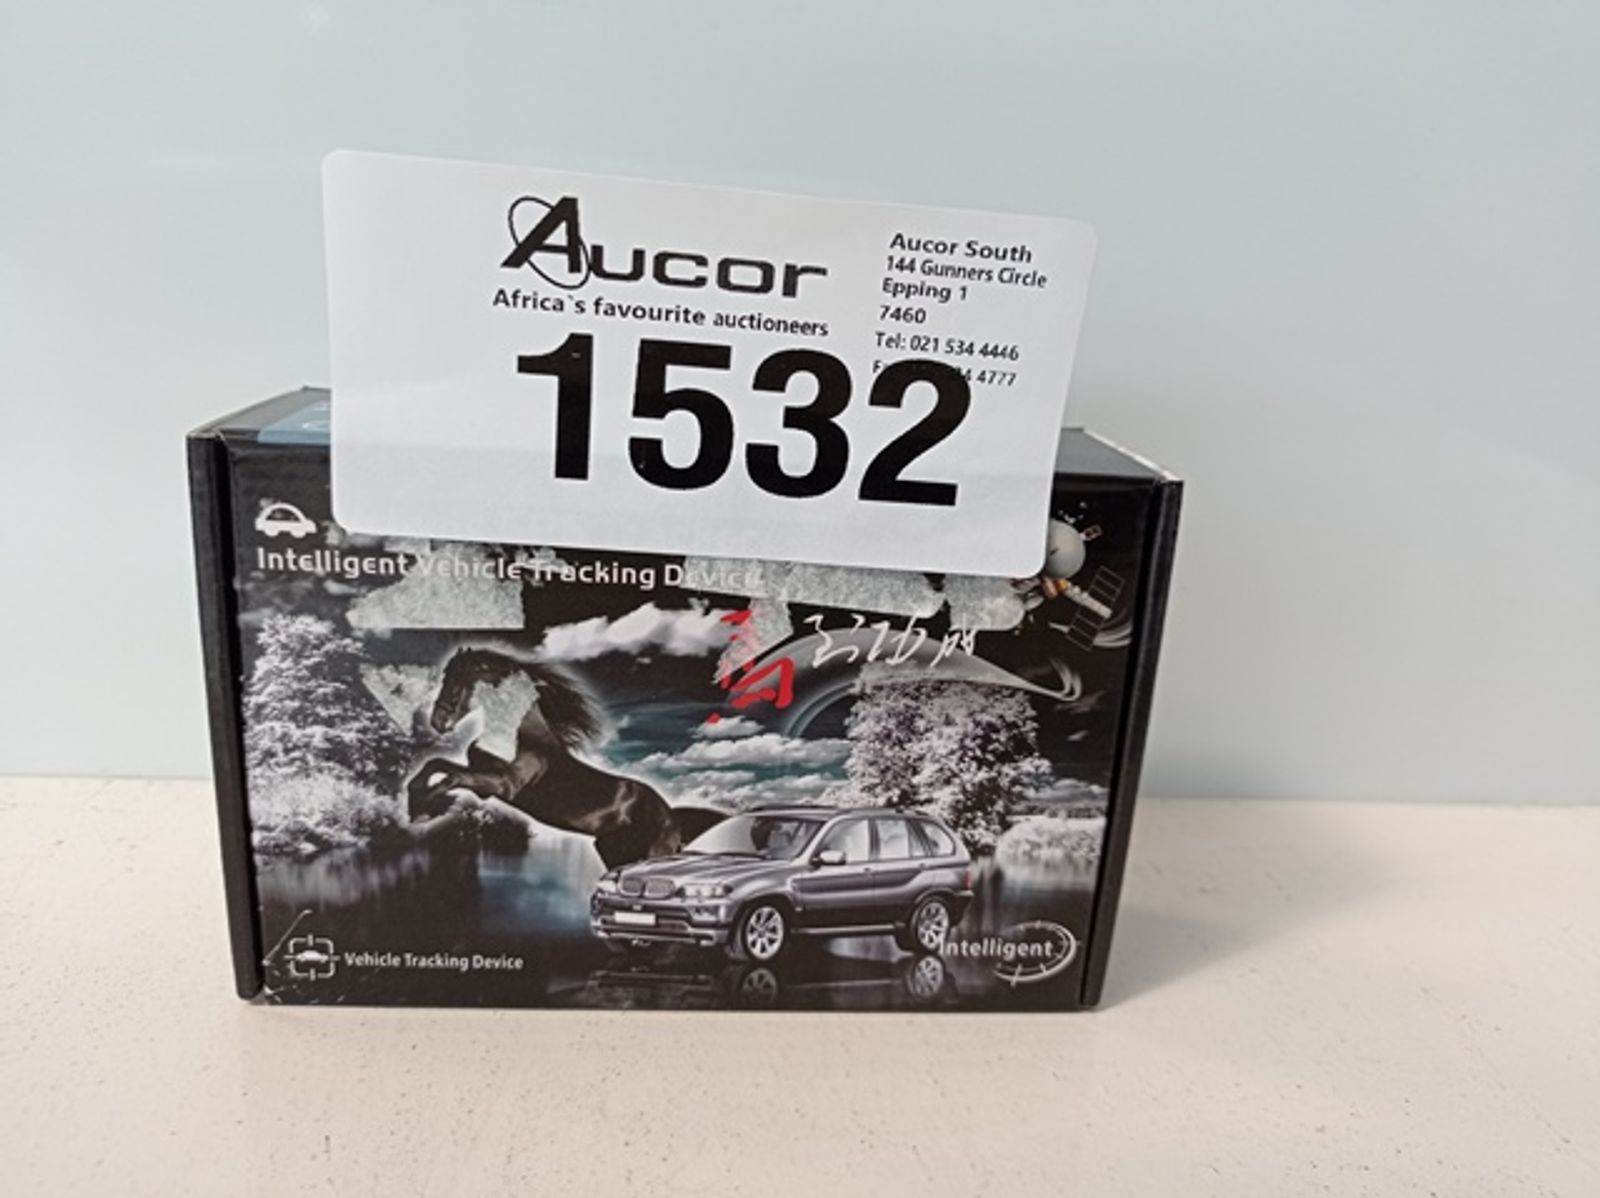 Aucor
Africa`s favourite auctioneers
1532
Aucor South
144 Gunners Circle
Epping 1
7460
Tel: 021 534 4446
4777
Intelligent Vehicle Tracking Device
Vehicle Tracking Device
Intelligent